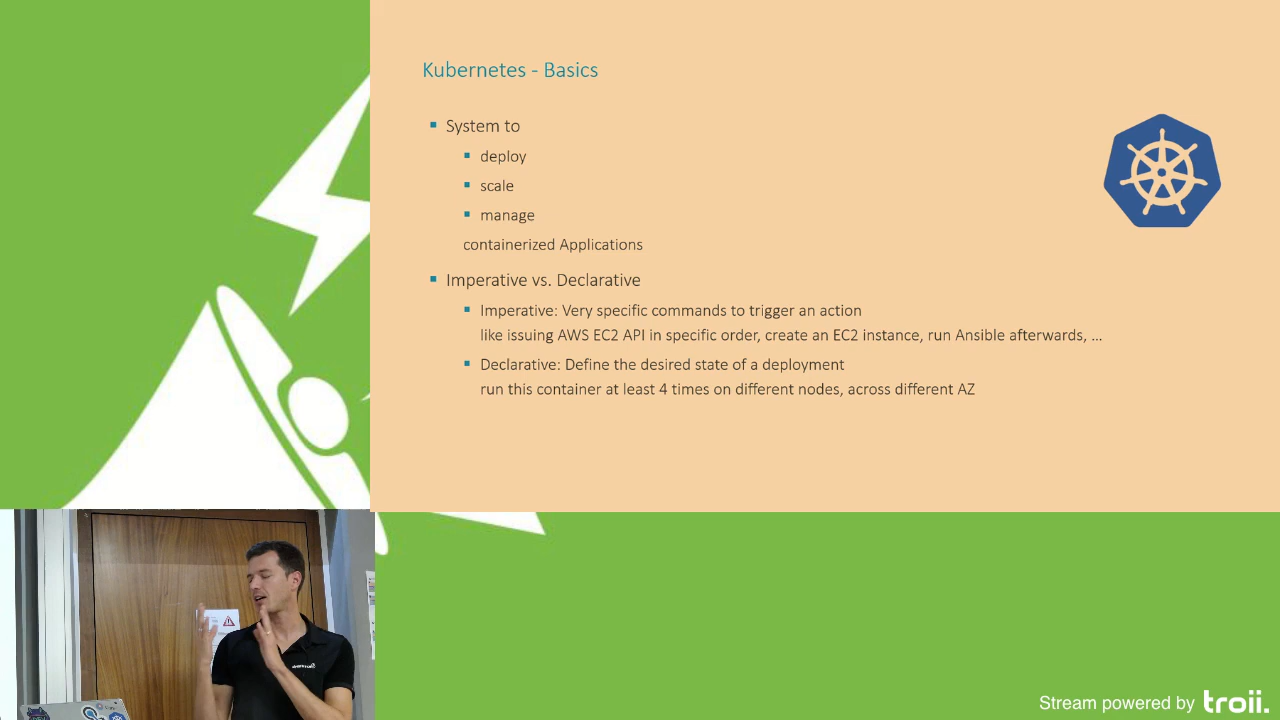 Kubernetes - Basics
System to
deploy
scale
manage
containerized Applications
Imperative vs. Declarative
Imperative: Very specific commands to trigger an action
like issuing AWS EC2 API in specific order, create an EC2 instance, run Ansible afterwards, ...
Declarative: Define the desired state of a deployment
run this container at least 4 times on different nodes, across different AZ
Stream powered by troii.